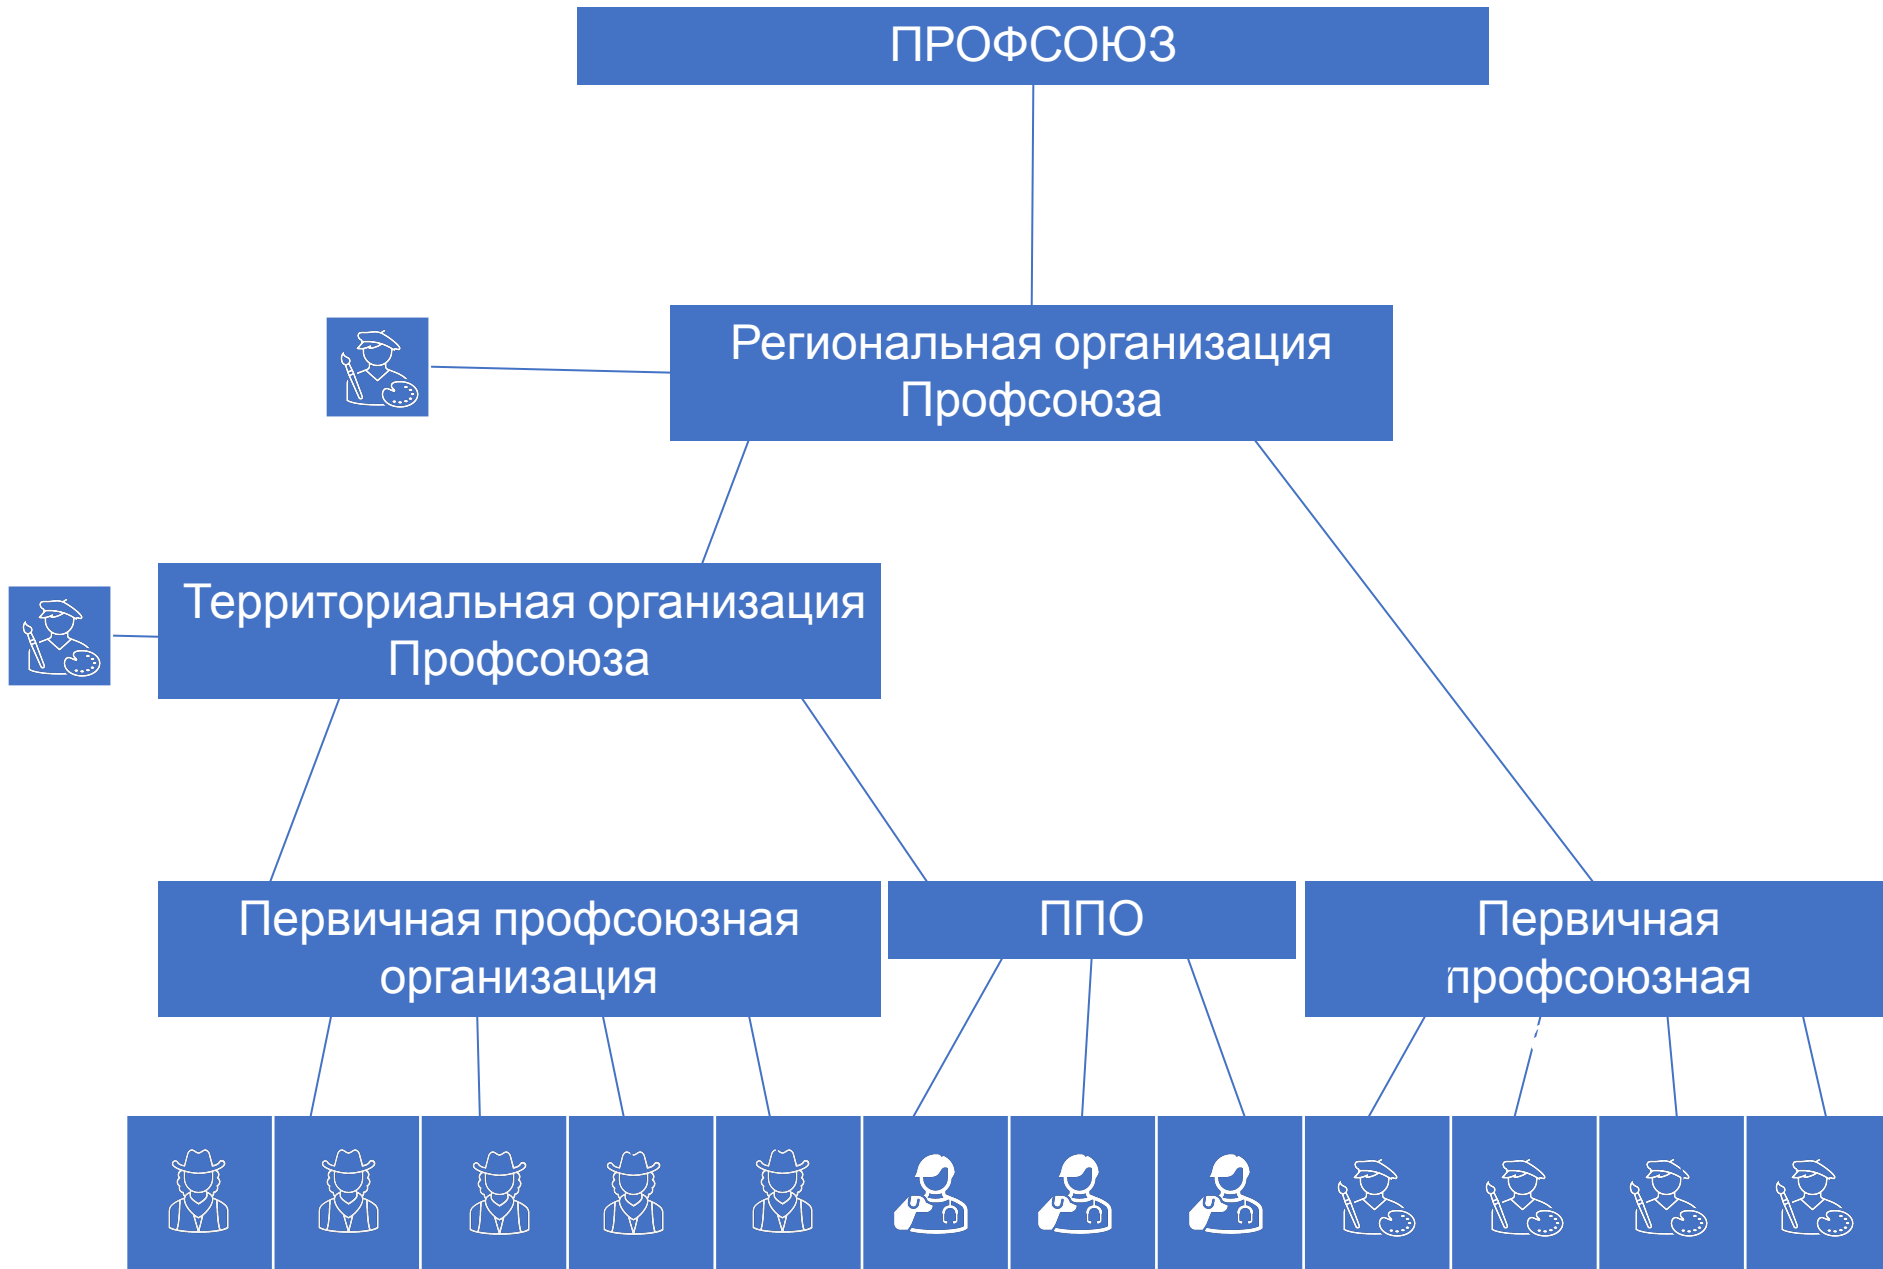 ПРОФСОЮЗ
Региональная организация
Профсоюза
Территориальная организация
Профсоюза
Первичная профсоюзная
организация
ППО
Первичная
профсоюзная